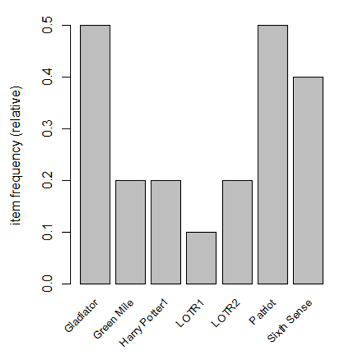 item frequency (relative)
0.5
0.4
0.3
0.2
0.1
0.0
Gladiator
Green Mile
Harry Potter1
LOTR1
LOTR2
Patriot
Sixth Sense